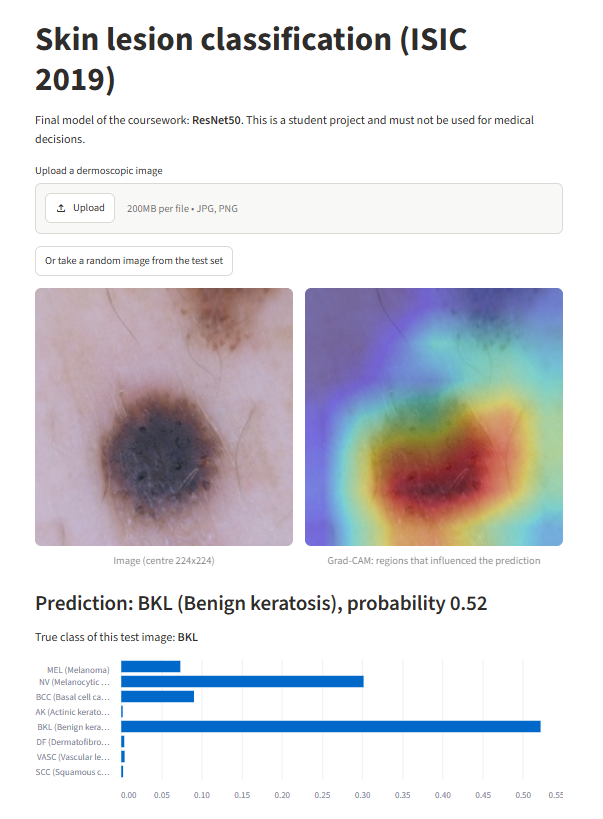 Skin lesion classification (ISIC
2019)
Final model of the coursework: ResNet50. This is a student project and must not be used for medical
decisions.
Upload a dermoscopic image
Upload
200MB per file • JPG, PNG
Or take a random image from the test set
Image (centre 224x224)
Grad-CAM: regions that influenced the prediction
Prediction: BKL (Benign keratosis), probability 0.52
True class of this test image: BKL
MEL (Melanoma)
NV (Melanocytic …
BCC (Basal cell ca…
AK (Actinic kerato…
BKL (Benign kera…
DF (Dermatofibro…
VASC (Vascular le…
SCC (Squamous c…
0.00 0.05 0.10 0.15 0.20 0.25 0.30 0.35 0.40 0.45 0.50 0.55